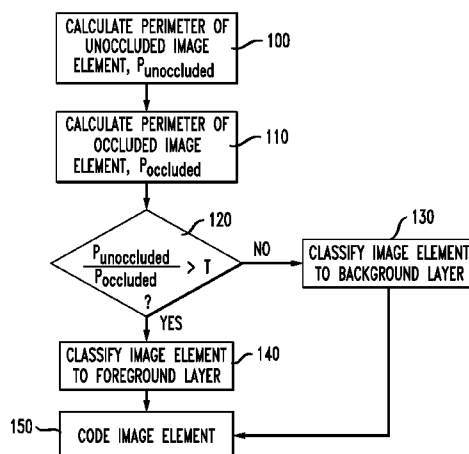 CALCULATE PERIMETER OF
UNOCCLUDED IMAGE
ELEMENT, Punoccluded
100
CALCULATE PERIMETER OF
OCCLUDED IMAGE
ELEMENT, Poccluded
110
120
Punoccluded
Poccluded
> T
?
NO
130
CLASSIFY IMAGE ELEMENT
TO BACKGROUND LAYER
YES
CLASSIFY IMAGE ELEMENT
TO FOREGROUND LAYER
140
150
CODE IMAGE ELEMENT